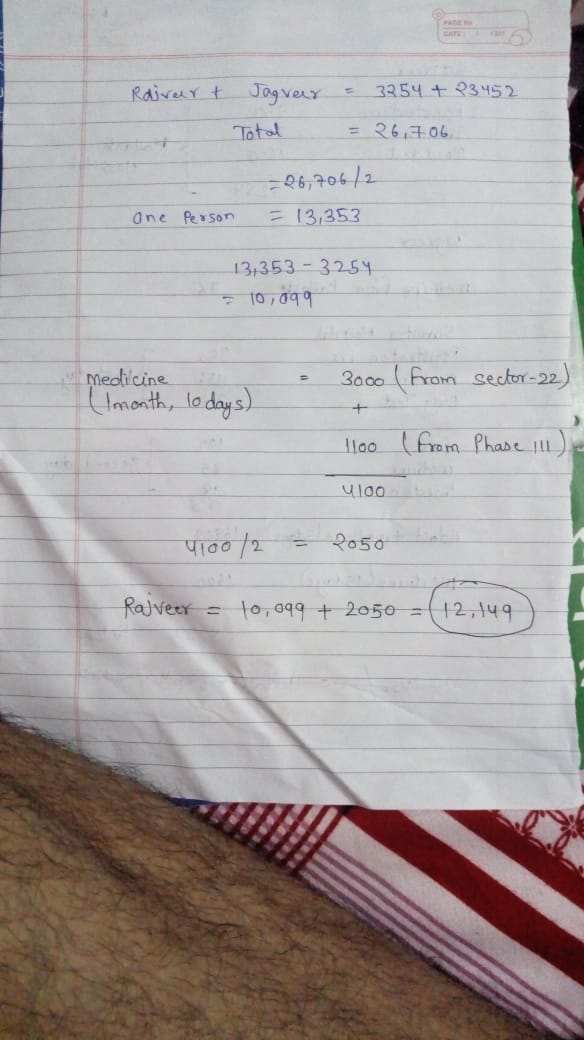 PAGE No
DATE: / / 201
Rajveer + Jagveer = 3254 + 23452
Total = 26,706
= 26,706/2
One Person = 13,353
13,353 - 3254
= 10,099
medicine = 3000 (from sector-22)
(1month, 10 days) +
1100 (from Phase III)
4100
4100/2 = 2050
Rajveer = 10,099 + 2050 = 12,149